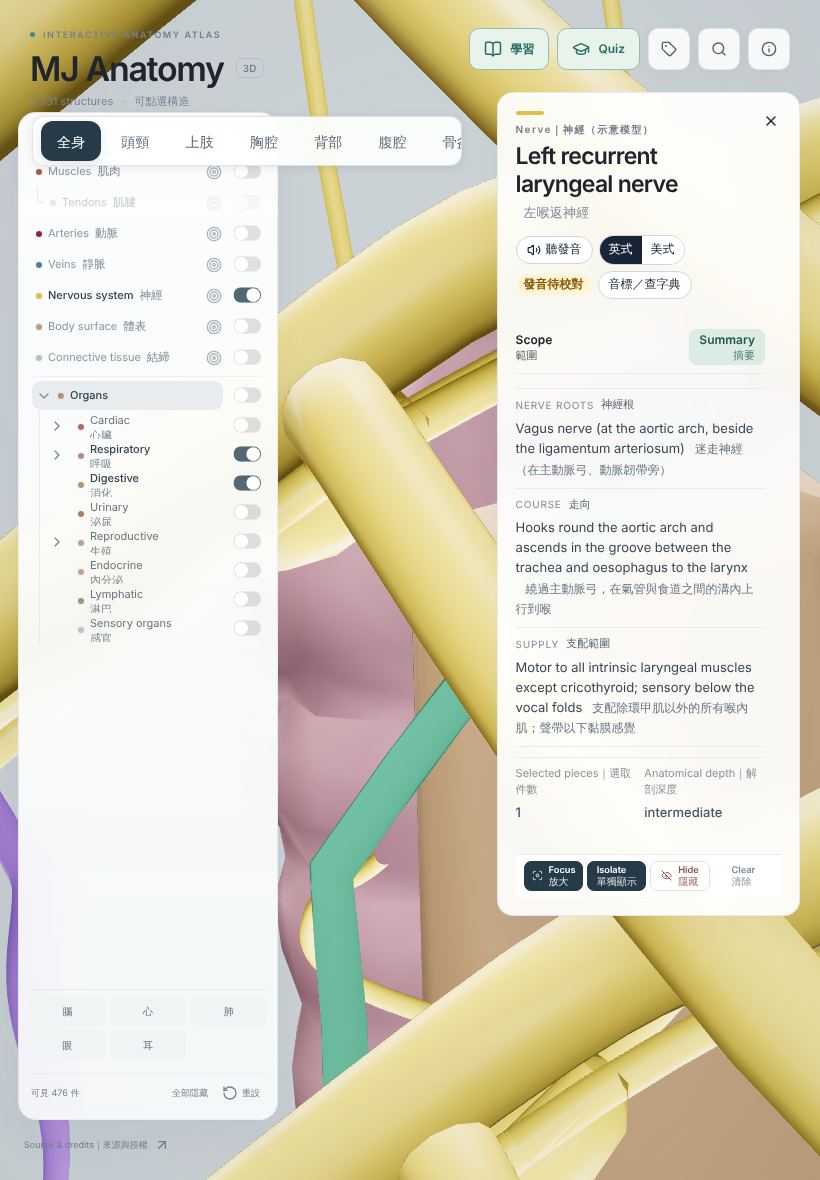 INTERACTIVE ANATOMY ATLAS
MJ Anatomy 3D
structures · 可點選構造
學習
Quiz
全身 頭頸 上肢 胸腔 背部 腹腔
Muscles 肌肉
Tendons 肌腱
Arteries 動脈
Veins 靜脈
Nervous system 神經
Body surface 體表
Connective tissue 結締
Organs
Cardiac
心臟
Respiratory
呼吸
Digestive
消化
Urinary
泌尿
Reproductive
生殖
Endocrine
內分泌
Lymphatic
淋巴
Sensory organs
感官
腦 心 肺
眼 耳
可見 476 件 全部隱藏 重設
Source & credits｜來源與授權
Nerve｜神經（示意模型）
Left recurrent
laryngeal nerve
左喉返神經
聽發音 英式 美式
發音待校對 音標／查字典
Scope
範圍
Summary
摘要
NERVE ROOTS 神經根
Vagus nerve (at the aortic arch, beside
the ligamentum arteriosum) 迷走神經
（在主動脈弓、動脈韌帶旁）
COURSE 走向
Hooks round the aortic arch and
ascends in the groove between the
trachea and oesophagus to the larynx
繞過主動脈弓，在氣管與食道之間的溝內上
行到喉
SUPPLY 支配範圍
Motor to all intrinsic laryngeal muscles
except cricothyroid; sensory below the
vocal folds 支配除環甲肌以外的所有喉內
肌；聲帶以下黏膜感覺
Selected pieces｜選取
件數
1
Anatomical depth｜解
剖深度
intermediate
Focus
放大
Isolate
單獨顯示
Hide
隱藏
Clear
清除